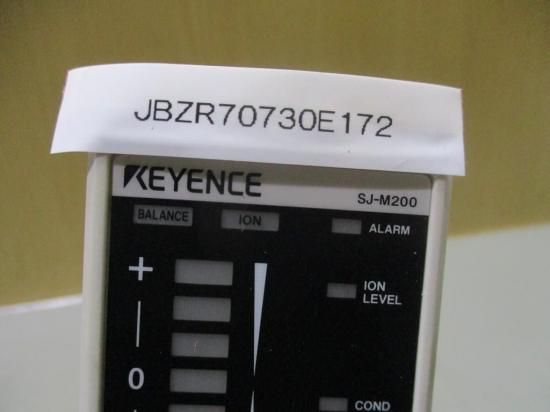 JBZR70730E172
KEYENCE
SJ-M200
BALANCE ION ALARM
+
ION
LEVEL
0
COND